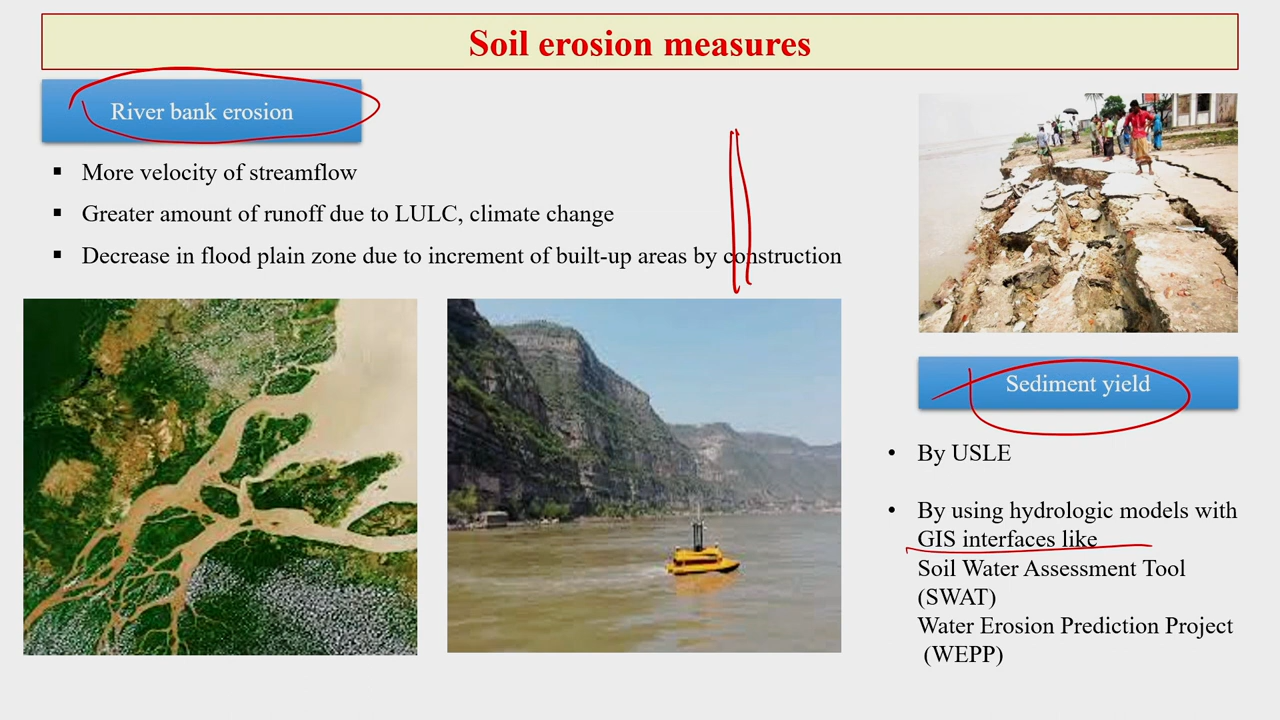 Soil erosion measures
River bank erosion
▪ More velocity of streamflow
▪ Greater amount of runoff due to LULC, climate change
▪ Decrease in flood plain zone due to increment of built-up areas by construction
Sediment yield
• By USLE
• By using hydrologic models with
GIS interfaces like
Soil Water Assessment Tool
(SWAT)
Water Erosion Prediction Project
(WEPP)